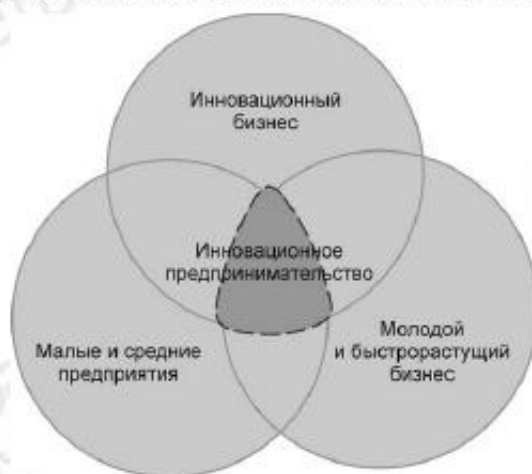 Инновационный
бизнес
Инновационное
предпринимательство
Малые и средние
предприятия
Молодой
и быстрорастущий
бизнес